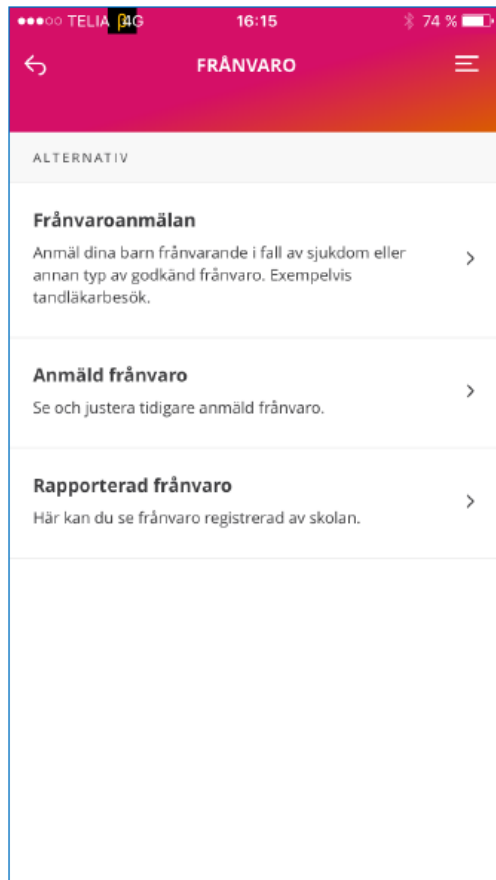 TELIA β4G 16:15 74 %
FRÅNVARO
ALTERNATIV
Frånvaroanmälan
Anmäl dina barn frånvarande i fall av sjukdom eller
annan typ av godkänd frånvaro. Exempelvis
tandläkarbesök.
Anmäld frånvaro
Se och justera tidigare anmäld frånvaro.
Rapporterad frånvaro
Här kan du se frånvaro registrerad av skolan.